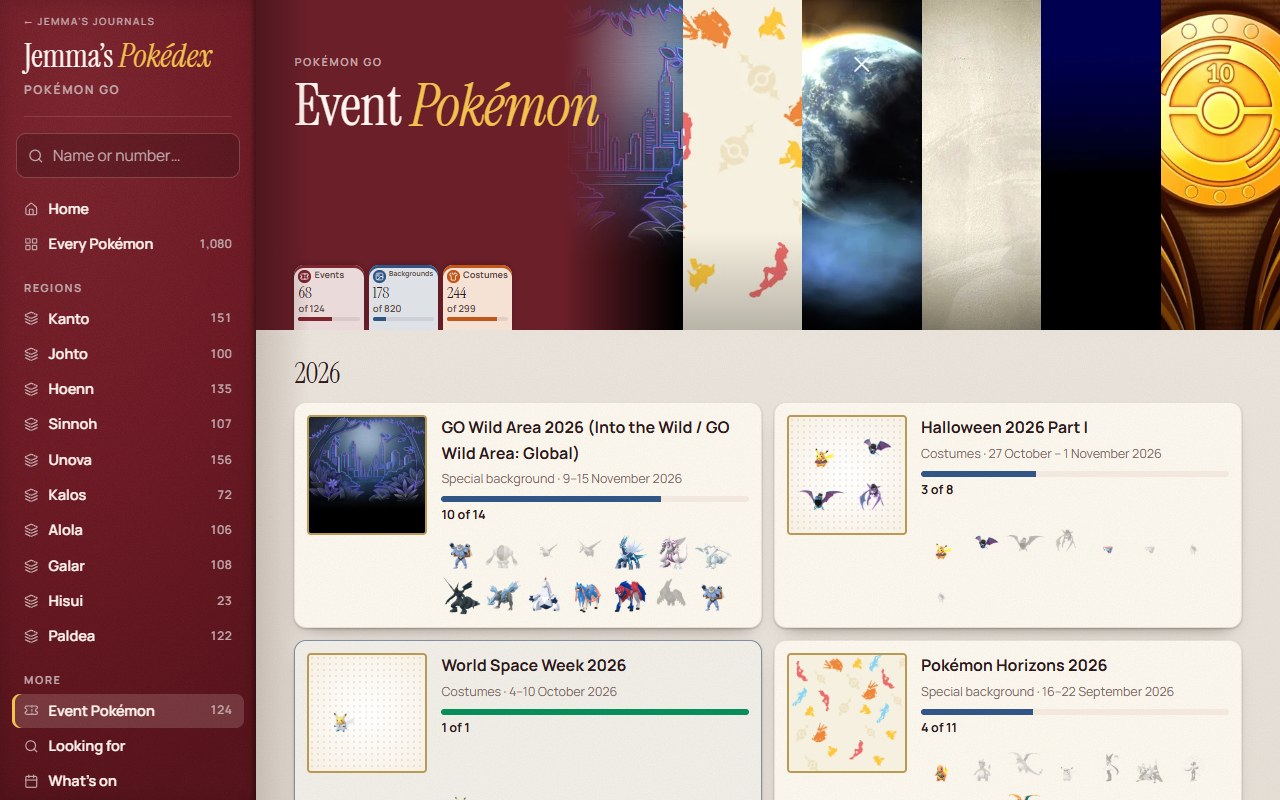 ← JEMMA'S JOURNALS
Jemma's Pokédex
POKÉMON GO
Name or number...
Home
Every Pokémon 1,080
REGIONS
Kanto 151
Johto 100
Hoenn 135
Sinnoh 107
Unova 156
Kalos 72
Alola 106
Galar 108
Hisui 23
Paldea 122
MORE
Event Pokémon 124
Looking for
What's on
POKÉMON GO
Event Pokémon
10
Events
68
of 124
Backgrounds
178
of 820
Costumes
244
of 299
2026
GO Wild Area 2026 (Into the Wild / GO
Wild Area: Global)
Special background · 9–15 November 2026
10 of 14
Halloween 2026 Part I
Costumes · 27 October – 1 November 2026
3 of 8
World Space Week 2026
Costumes · 4–10 October 2026
1 of 1
Pokémon Horizons 2026
Special background · 16–22 September 2026
4 of 11